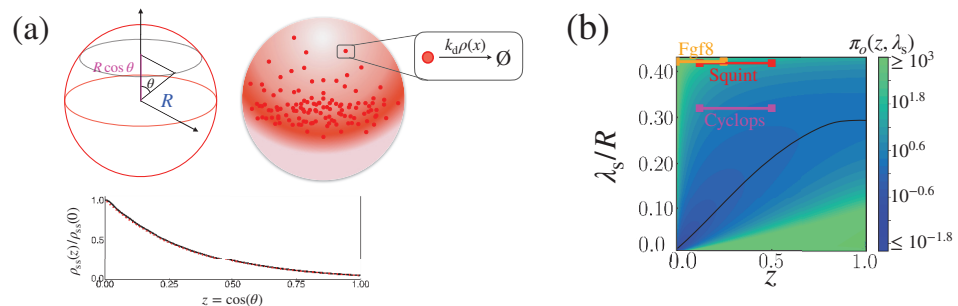 (a)
R cos θ
θ
R
k_d ρ(x)
Ø
ρ_ss(z)/ρ_ss(0)
1.0
0.5
0.0
0.00
0.25
0.50
0.75
1.00
z = cos(θ)
(b)
π_o(z, λ_s)
Fgf8
Squint
Cyclops
λ_s/R
0.40
0.30
0.20
0.10
0.0
0.0
0.5
1.0
z
≥ 10^3
10^1.8
10^0.6
10^−0.6
≤ 10^−1.8